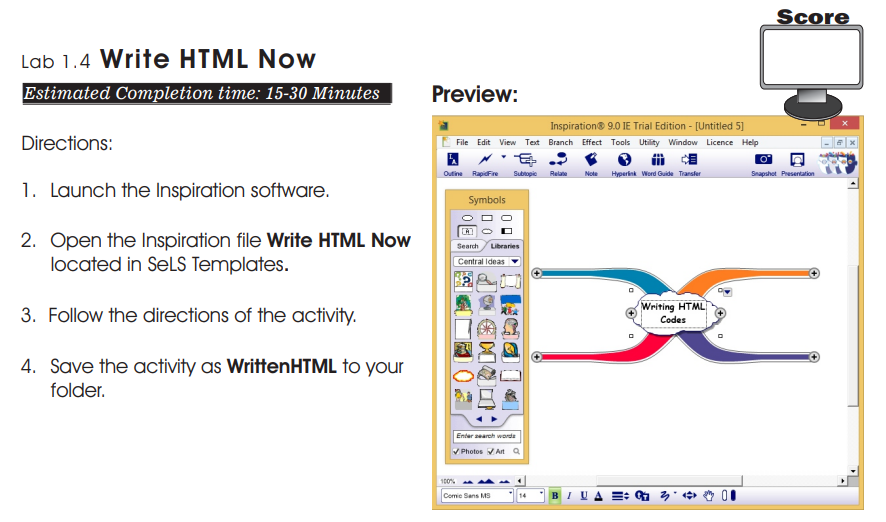 Score
Lab 1.4 Write HTML Now
Estimated Completion time: 15-30 Minutes
Directions:
1. Launch the Inspiration software.
2. Open the Inspiration file Write HTML Now
located in SeLS Templates.
3. Follow the directions of the activity.
4. Save the activity as WrittenHTML to your
folder.
Preview:
Inspiration® 9.0 IE Trial Edition - [Untitled 5]
File Edit View Text Branch Effect Tools Utility Window Licence Help
Outline RapidFire Subtopic Relate Note Hyperlink Word Guide Transfer Snapshot Presentation
Symbols
A
Search Libraries
Central Ideas
Enter search words
Photos Art
Writing HTML
Codes
100%
Comic Sans MS 14 B I U A